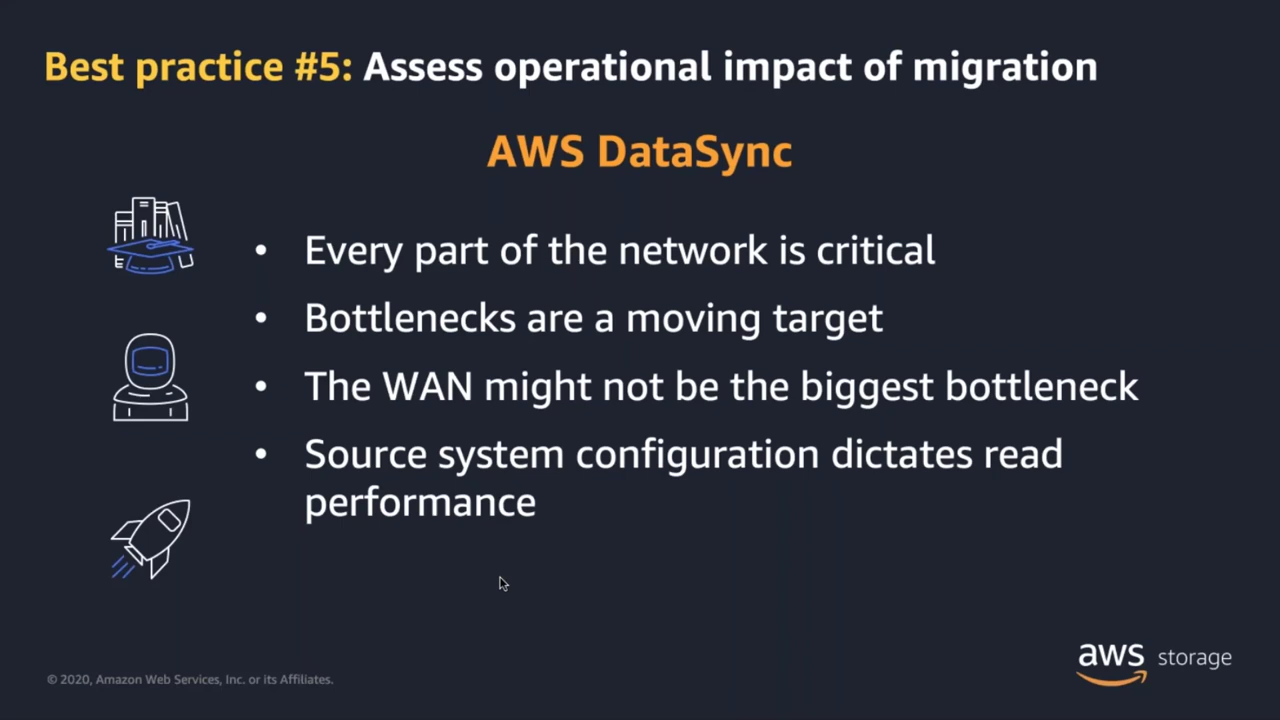 Best practice #5: Assess operational impact of migration
AWS DataSync
• Every part of the network is critical
• Bottlenecks are a moving target
• The WAN might not be the biggest bottleneck
• Source system configuration dictates read
performance
© 2020, Amazon Web Services, Inc. or its Affiliates.
aws storage